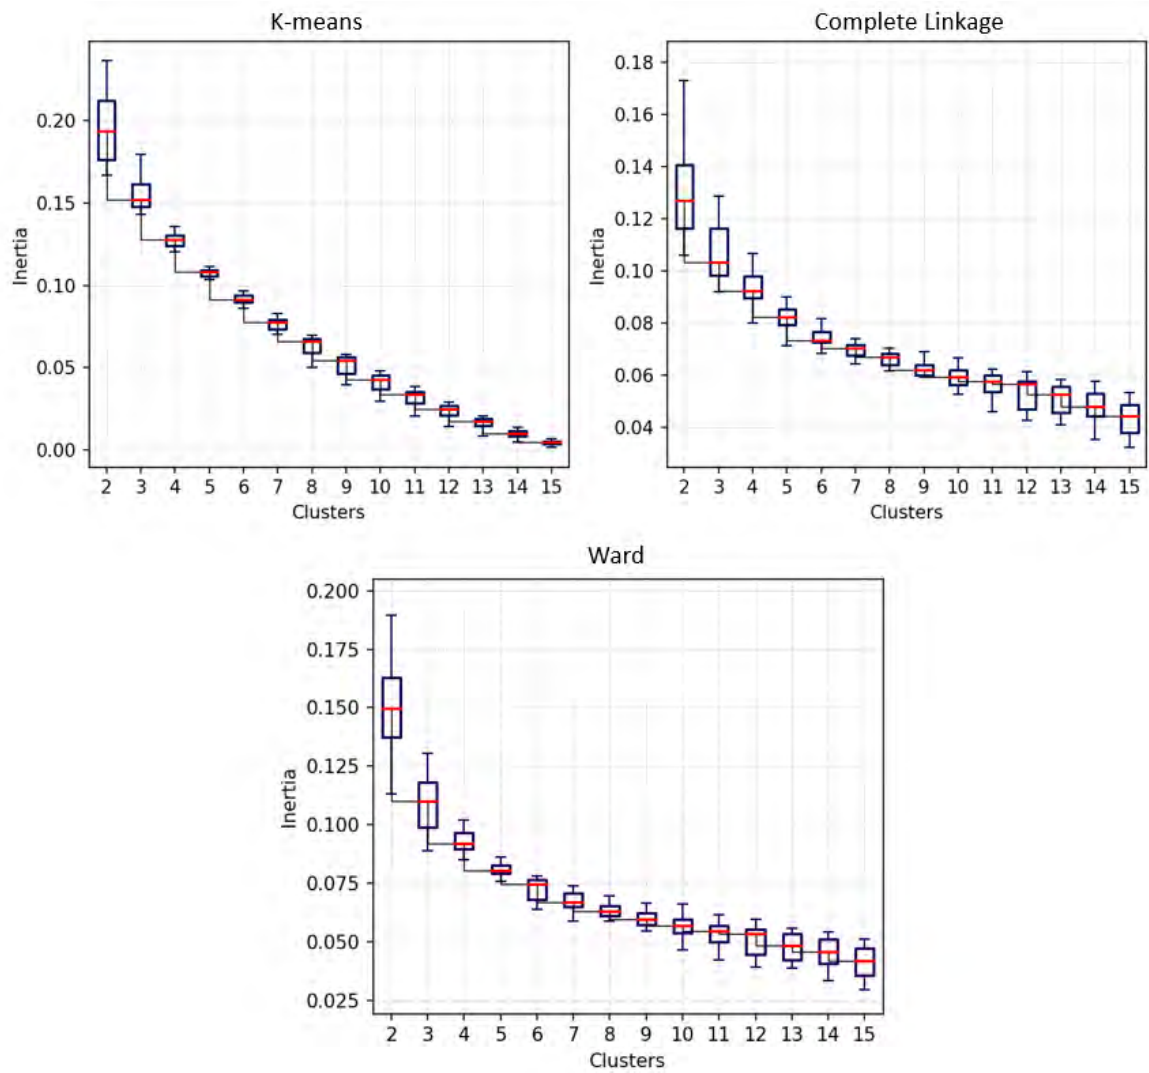 K-means
0.20
0.15
0.10
0.05
0.00
Inertia
2 3 4 5 6 7 8 9 10 11 12 13 14 15
Clusters
Complete Linkage
0.18
0.16
0.14
0.12
0.10
0.08
0.06
0.04
Inertia
2 3 4 5 6 7 8 9 10 11 12 13 14 15
Clusters
Ward
0.200
0.175
0.150
0.125
0.100
0.075
0.050
0.025
Inertia
2 3 4 5 6 7 8 9 10 11 12 13 14 15
Clusters